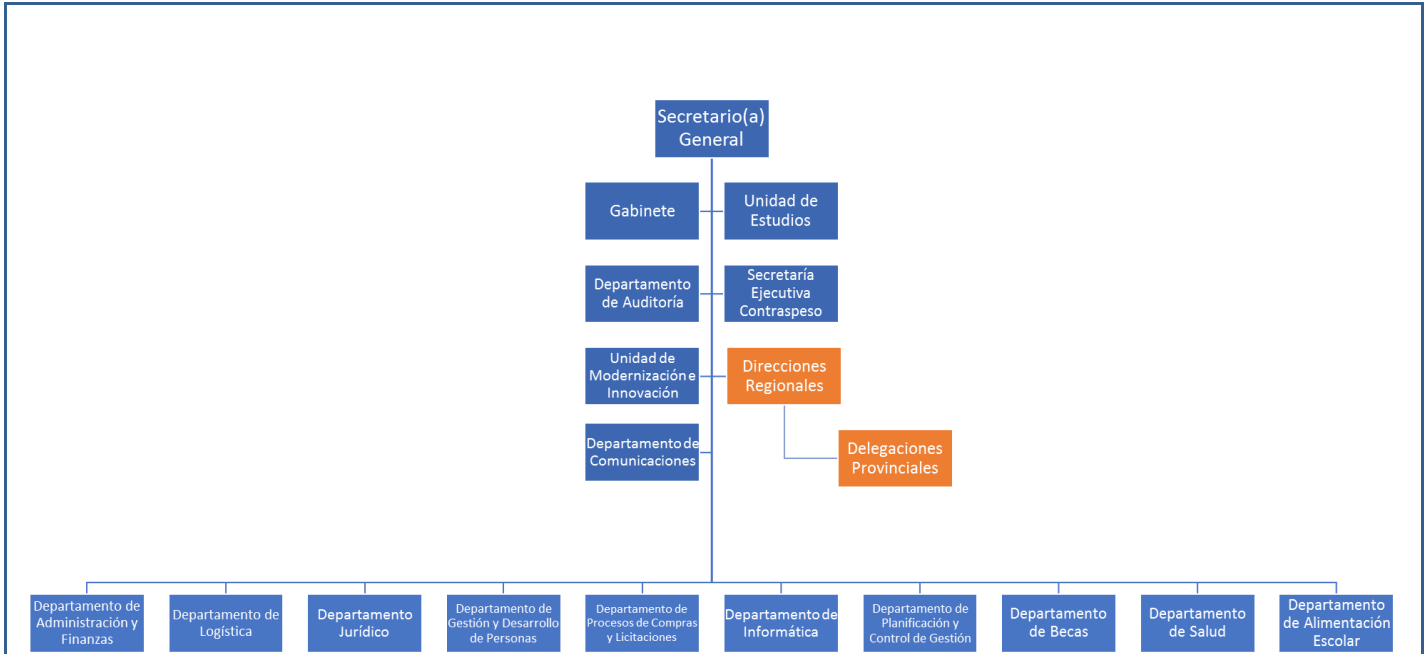 Secretario(a)
General
Gabinete
Unidad de
Estudios
Departamento
de Auditoría
Secretaría
Ejecutiva
Contraspeso
Unidad de
Modernización e
Innovación
Direcciones
Regionales
Departamento de
Comunicaciones
Delegaciones
Provinciales
Departamento de
Administración y
Finanzas
Departamento de
Logística
Departamento
Jurídico
Departamento de
Gestión y Desarrollo
de Personas
Departamento de
Procesos de Compras
y Licitaciones
Departamento de
Informática
Departamento de
Planificación y
Control de Gestión
Departamento
de Becas
Departamento
de Salud
Departamento
de Alimentación
Escolar